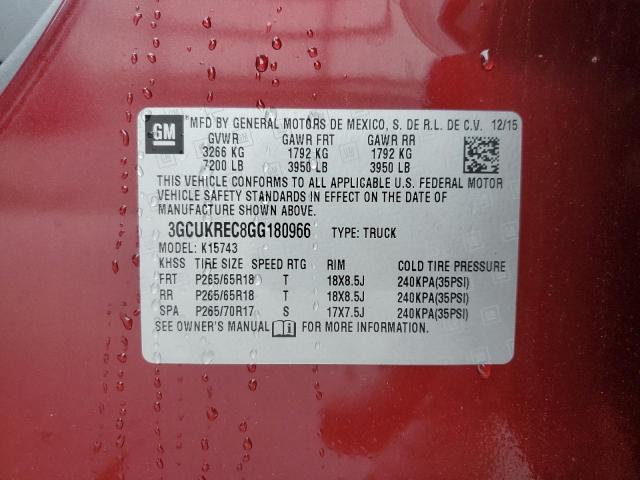 GM MFD BY GENERAL MOTORS DE MEXICO, S. DE R.L. DE C.V. 12/15
GVWR GAWR FRT GAWR RR
3266 KG 1792 KG 1792 KG
7200 LB 3950 LB 3950 LB
THIS VEHICLE CONFORMS TO ALL APPLICABLE U.S. FEDERAL MOTOR
VEHICLE SAFETY STANDARDS IN EFFECT ON THE DATE OF
MANUFACTURE SHOWN ABOVE.
3GCUKREC8GG180966 TYPE: TRUCK
MODEL: K15743
KHSS TIRE SIZE SPEED RTG RIM COLD TIRE PRESSURE
FRT P265/65R18 T 18X8.5J 240KPA(35PSI)
RR P265/65R18 T 18X8.5J 240KPA(35PSI)
SPA P265/70R17 S 17X7.5J 240KPA(35PSI)
SEE OWNER'S MANUAL FOR MORE INFORMATION.